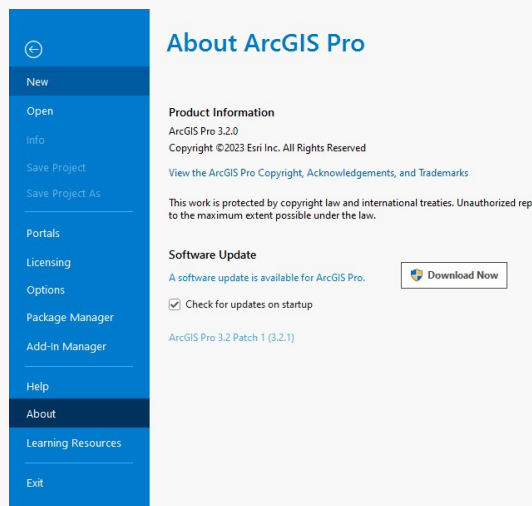 New
Open
Info
Save Project
Save Project As
Portals
Licensing
Options
Package Manager
Add-In Manager
Help
About
Learning Resources
Exit
About ArcGIS Pro
Product Information
ArcGIS Pro 3.2.0
Copyright ©2023 Esri Inc. All Rights Reserved
View the ArcGIS Pro Copyright, Acknowledgements, and Trademarks
This work is protected by copyright law and international treaties. Unauthorized rep
to the maximum extent possible under the law.
Software Update
A software update is available for ArcGIS Pro.
Download Now
Check for updates on startup
ArcGIS Pro 3.2 Patch 1 (3.2.1)